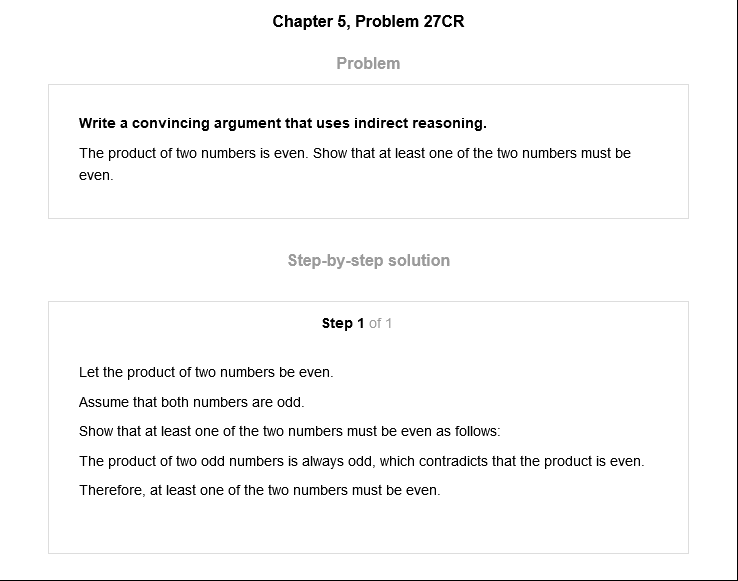 Chapter 5, Problem 27CR
Problem
Write a convincing argument that uses indirect reasoning.
The product of two numbers is even. Show that at least one of the two numbers must be
even.
Step-by-step solution
Step 1 of 1
Let the product of two numbers be even.
Assume that both numbers are odd.
Show that at least one of the two numbers must be even as follows:
The product of two odd numbers is always odd, which contradicts that the product is even.
Therefore, at least one of the two numbers must be even.